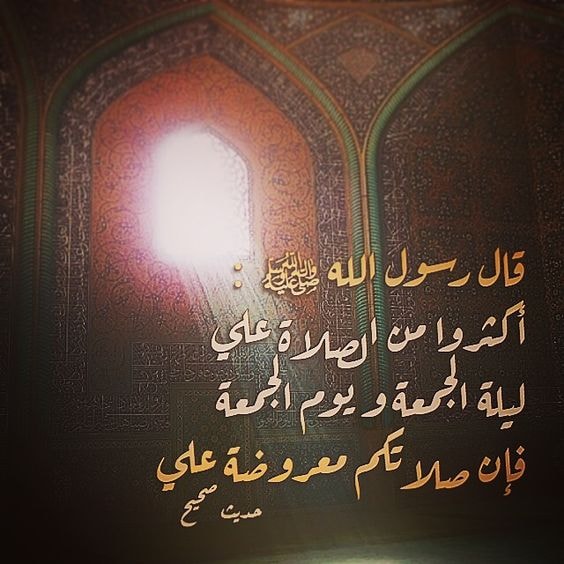 قال رسول الله ﷺ :
أكثروا من الصلاة علي
ليلة الجمعة و يوم الجمعة
فإن صلاتكم معروضة علي
حديث صحيح